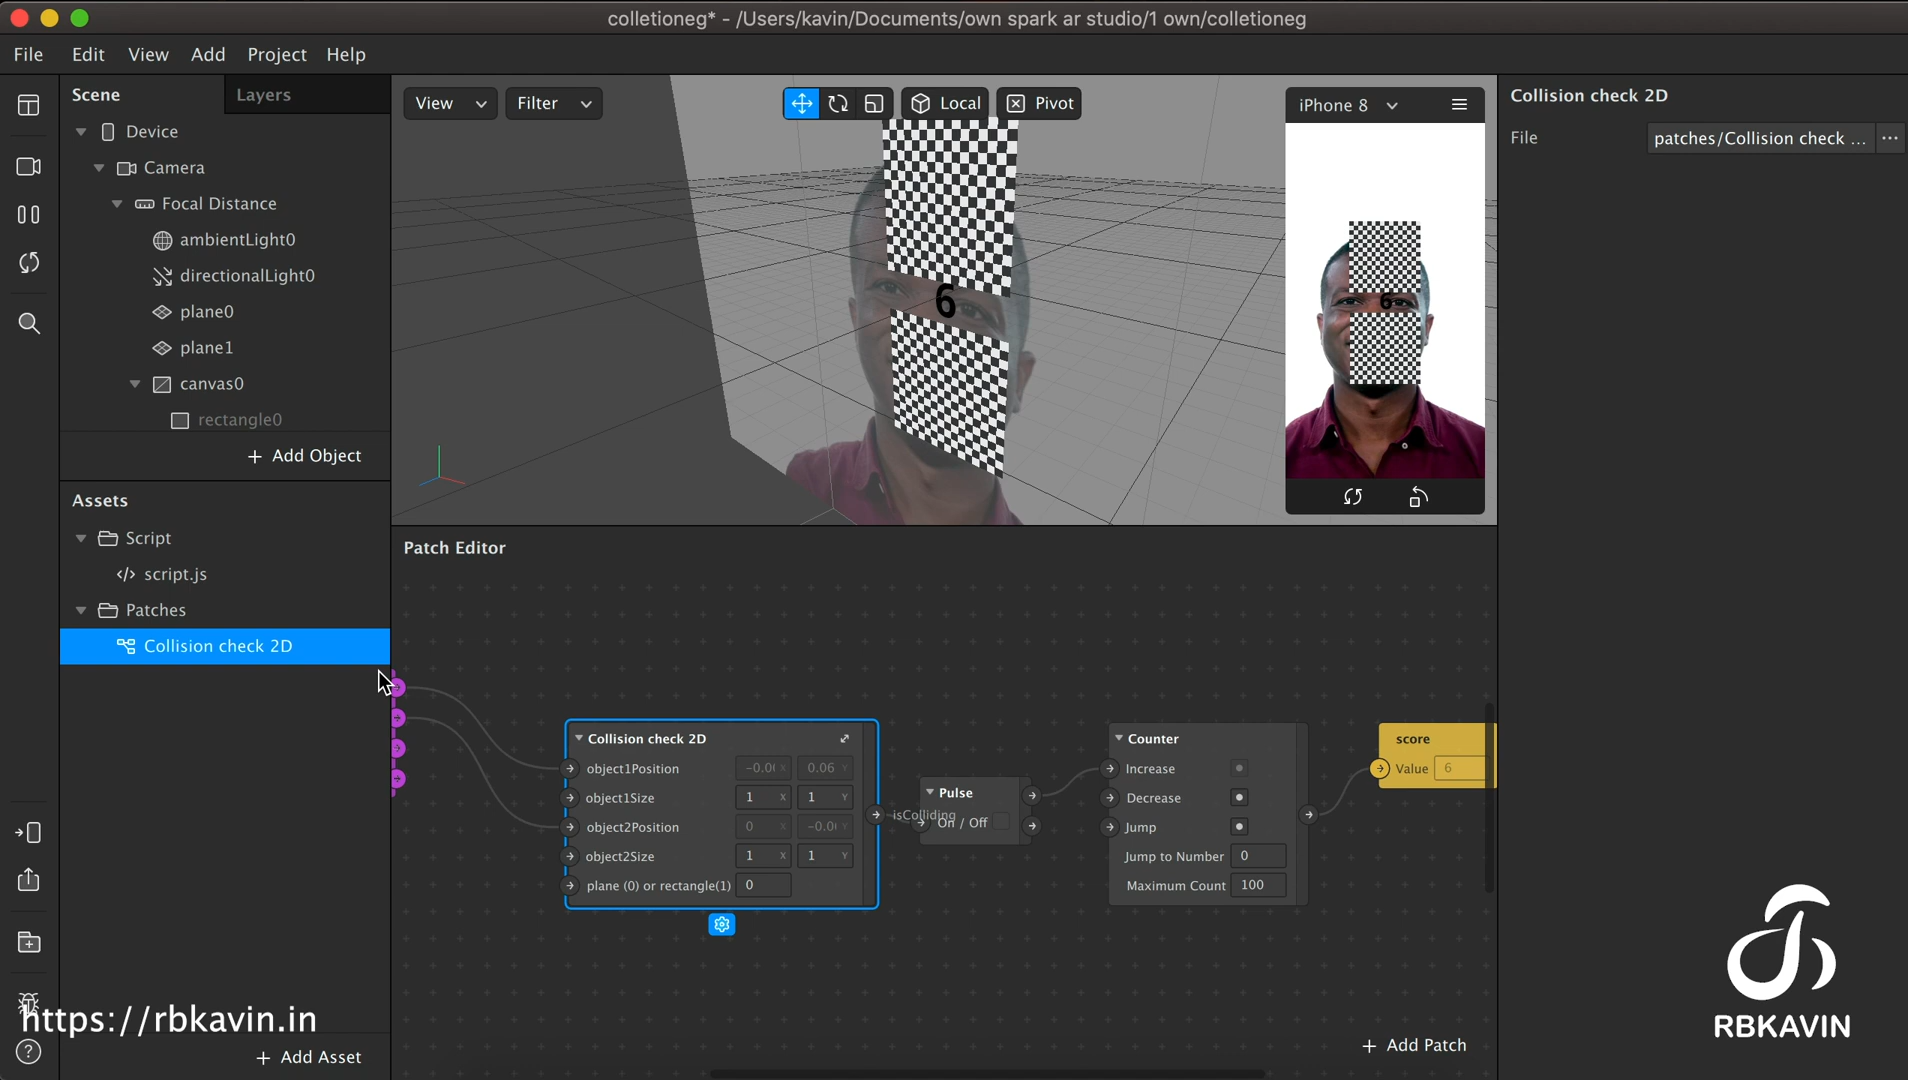 colletioneg* - /Users/kavin/Documents/own spark ar studio/1 own/colletioneg
File Edit View Add Project Help
Scene Layers
Device
Camera
Focal Distance
ambientLight0
directionalLight0
plane0
plane1
canvas0
rectangle0
+ Add Object
Assets
Script
script.js
Patches
Collision check 2D
+ Add Asset
https://rbkavin.in
View Filter Local Pivot
6
iPhone 8
6
Patch Editor
Collision check 2D
object1Position -0.0( X 0.06 Y
object1Size 1 X 1 Y
object2Position 0 X -0.0( Y
object2Size 1 X 1 Y
plane (0) or rectangle(1) 0
isColliding
Pulse
On / Off
Counter
Increase
Decrease
Jump
Jump to Number 0
Maximum Count 100
score
Value 6
+ Add Patch
Collision check 2D
File patches/Collision check ...
RBKAVIN